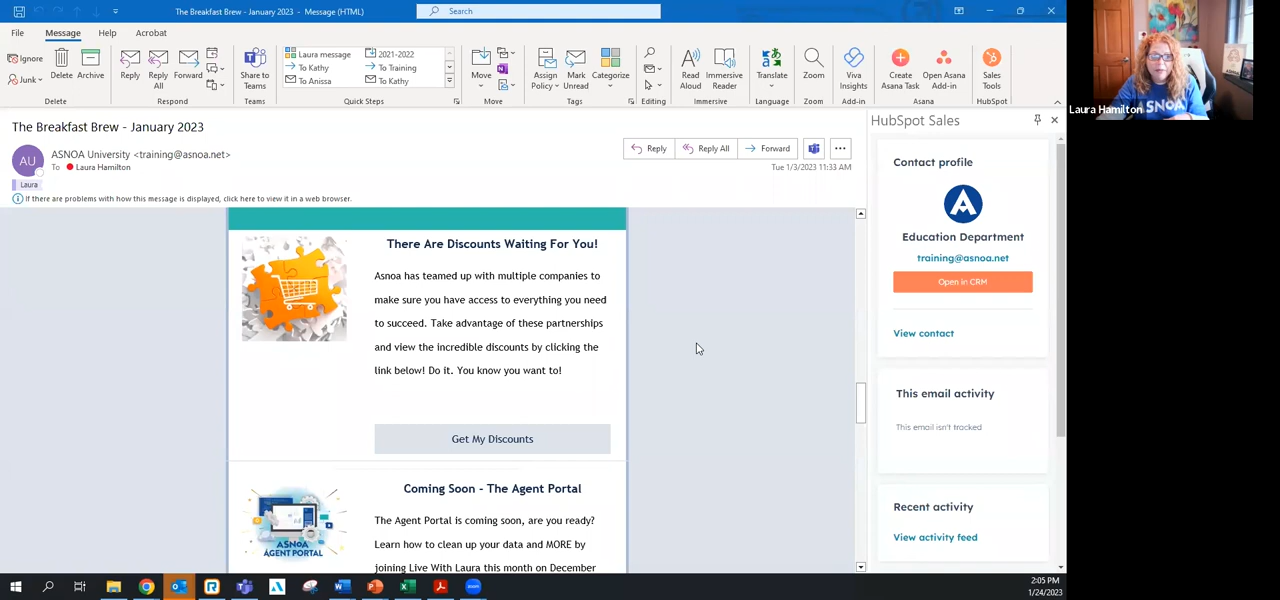 The Breakfast Brew - January 2023 - Message (HTML)
Search
File
Message
Help
Acrobat
Ignore
Junk
Delete
Archive
Reply
Reply All
Forward
Share to Teams
Laura message
To Kathy
To Anissa
2021-2022
To Training
To Kathy
Move
Assign Policy
Mark Unread
Categorize
Read Aloud
Immersive Reader
Translate
Zoom
Viva Insights
Create Asana Task
Open Asana Add-in
Sales Tools
Delete
Respond
Teams
Quick Steps
Move
Tags
Editing
Immersive
Language
Zoom
Add-in
Asana
HubSpot
SNOA
Laura Hamilton
The Breakfast Brew - January 2023
AU
ASNOA University <training@asnoa.net>
To Laura Hamilton
Laura
Reply
Reply All
Forward
Tue 1/3/2023 11:33 AM
If there are problems with how this message is displayed, click here to view it in a web browser.
There Are Discounts Waiting For You!
Asnoa has teamed up with multiple companies to
make sure you have access to everything you need
to succeed. Take advantage of these partnerships
and view the incredible discounts by clicking the
link below! Do it. You know you want to!
Get My Discounts
ASNOA
AGENT PORTAL
Coming Soon - The Agent Portal
The Agent Portal is coming soon, are you ready?
Learn how to clean up your data and MORE by
joining Live With Laura this month on December
HubSpot Sales
Contact profile
Education Department
training@asnoa.net
Open in CRM
View contact
This email activity
This email isn't tracked
Recent activity
View activity feed
2:05 PM
1/24/2023